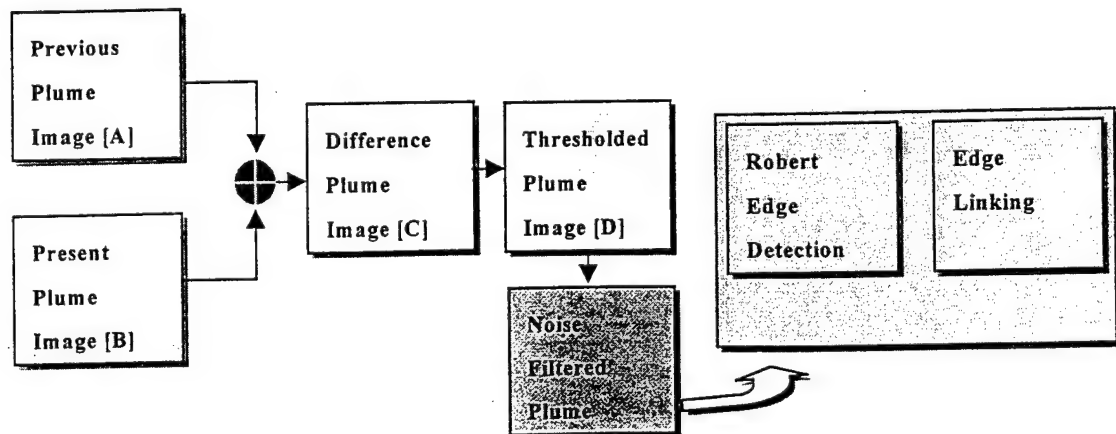 Previous
Plume
Image [A]
Present
Plume
Image [B]
Difference
Plume
Image [C]
Thresholded
Plume
Image [D]
Noise
Filtered
Plume
Robert
Edge
Detection
Edge
Linking